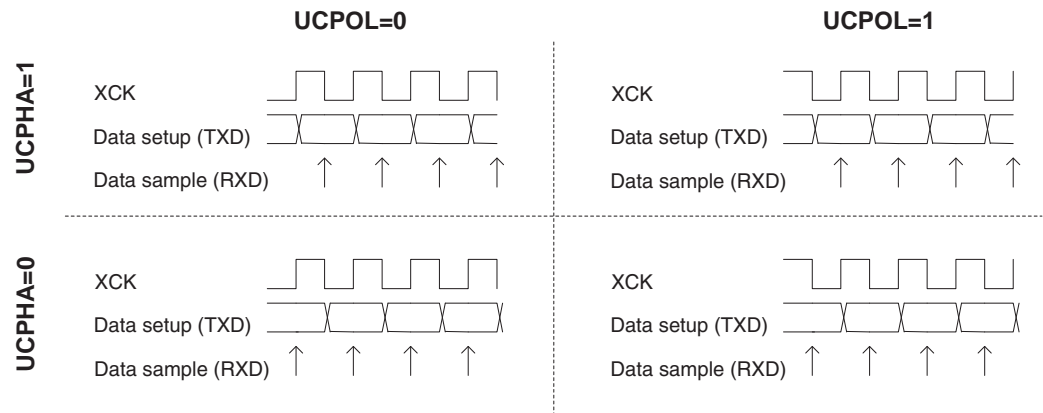 UCPOL=0
UCPOL=1
UCPHA=1
XCK
Data setup (TXD)
Data sample (RXD)
XCK
Data setup (TXD)
Data sample (RXD)
UCPHA=0
XCK
Data setup (TXD)
Data sample (RXD)
XCK
Data setup (TXD)
Data sample (RXD)